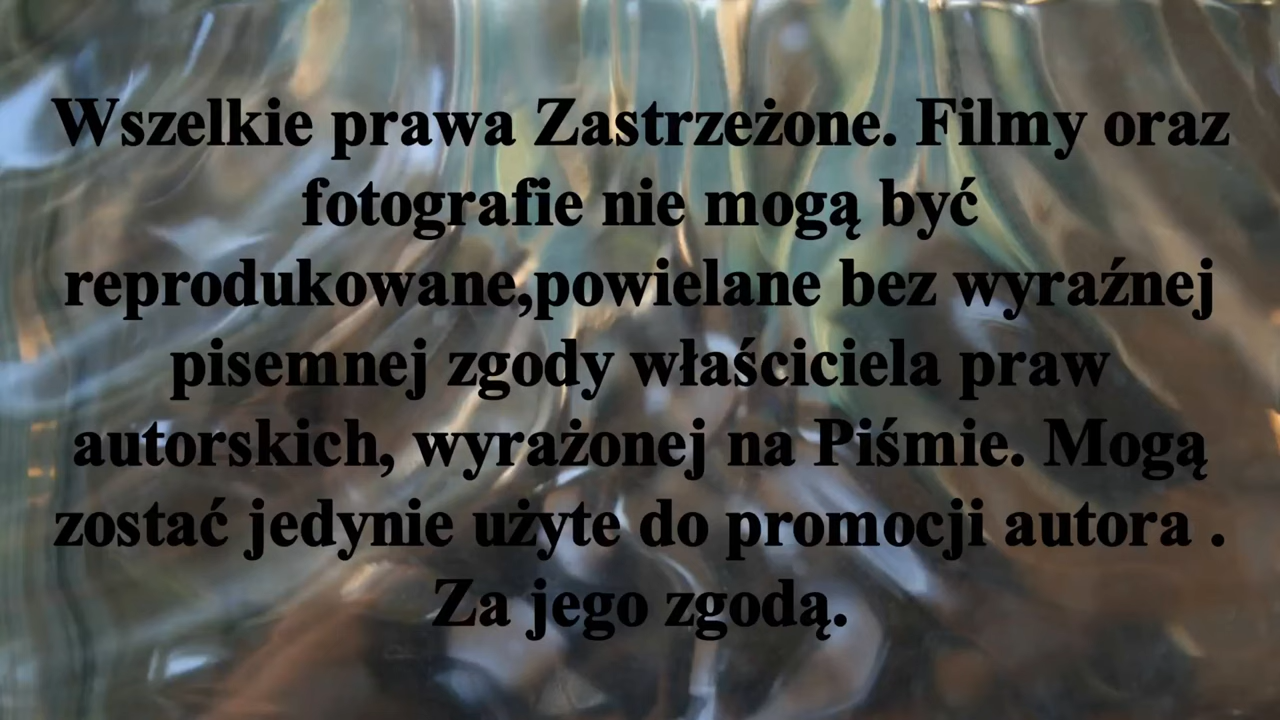 Wszelkie prawa Zastrzeżone. Filmy oraz
fotografie nie mogą być
reprodukowane,powielane bez wyraźnej
pisemnej zgody właściciela praw
autorskich, wyrażonej na Piśmie. Mogą
zostać jedynie użyte do promocji autora .
Za jego zgodą.